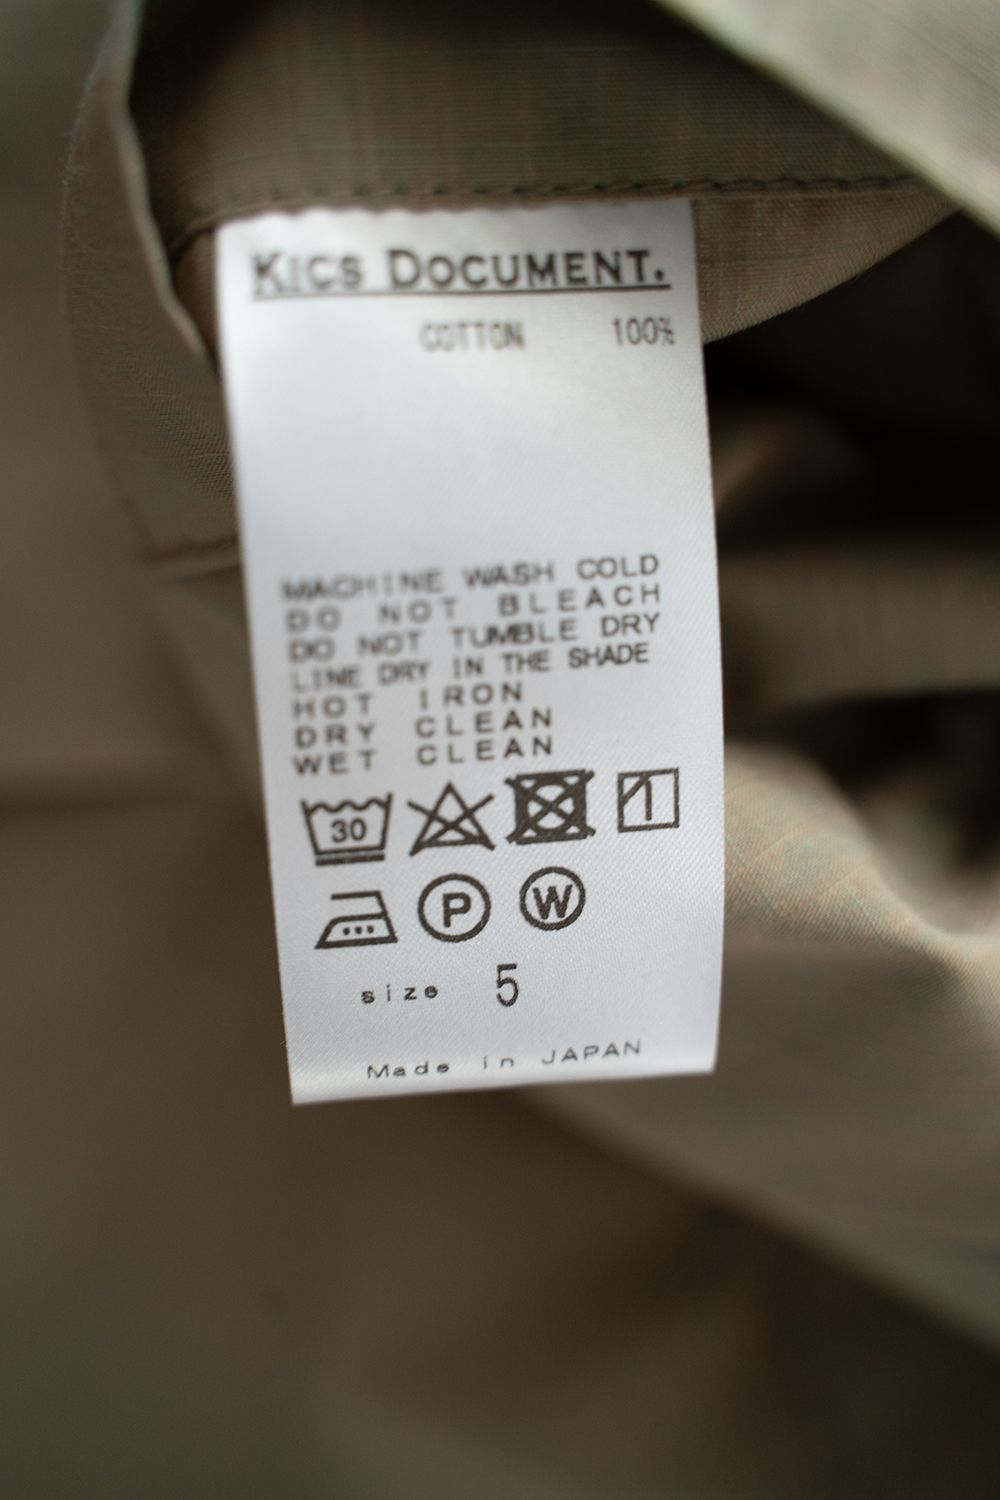 KICS DOCUMENT.
COTTON 100%
MACHINE WASH COLD
DO NOT BLEACH
DO NOT TUMBLE DRY
LINE DRY IN THE SHADE
HOT IRON
DRY CLEAN
WET CLEAN
30
P W
size 5
Made in JAPAN